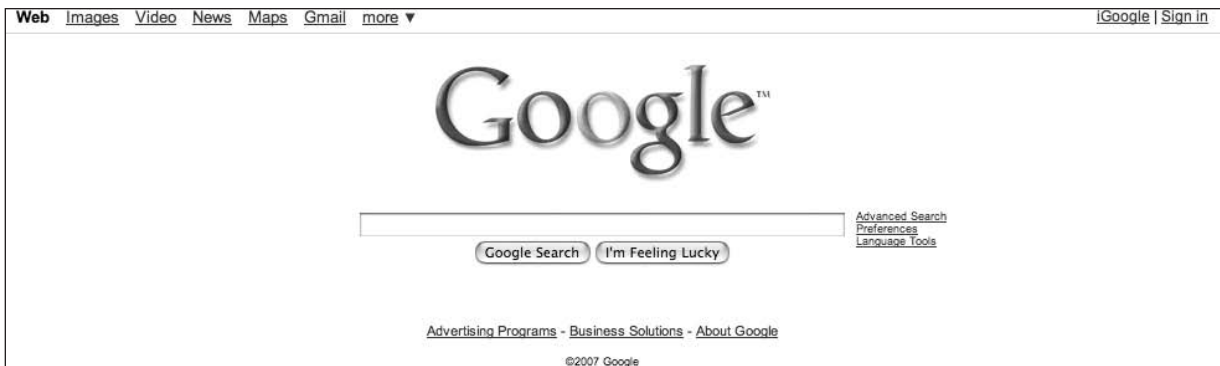 Web Images Video News Maps Gmail more ▼ iGoogle | Sign in
Google™
Advanced Search
Preferences
Language Tools
Google Search I'm Feeling Lucky
Advertising Programs - Business Solutions - About Google
©2007 Google